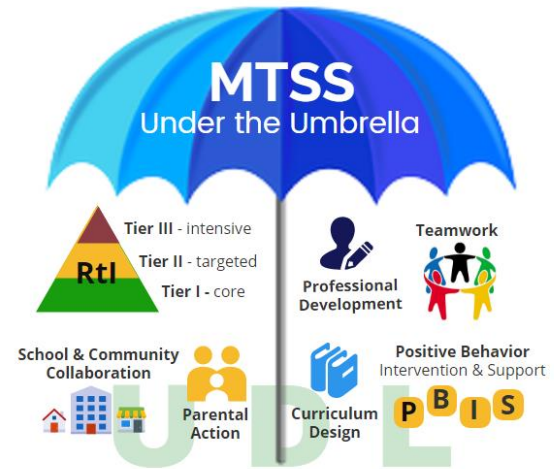 MTSS
Under the Umbrella
RtI
Tier III - intensive
Tier II - targeted
Tier I - core
Professional
Development
Teamwork
School & Community
Collaboration
Parental
Action
Curriculum
Design
Positive Behavior
Intervention & Support
P B I S
UDL